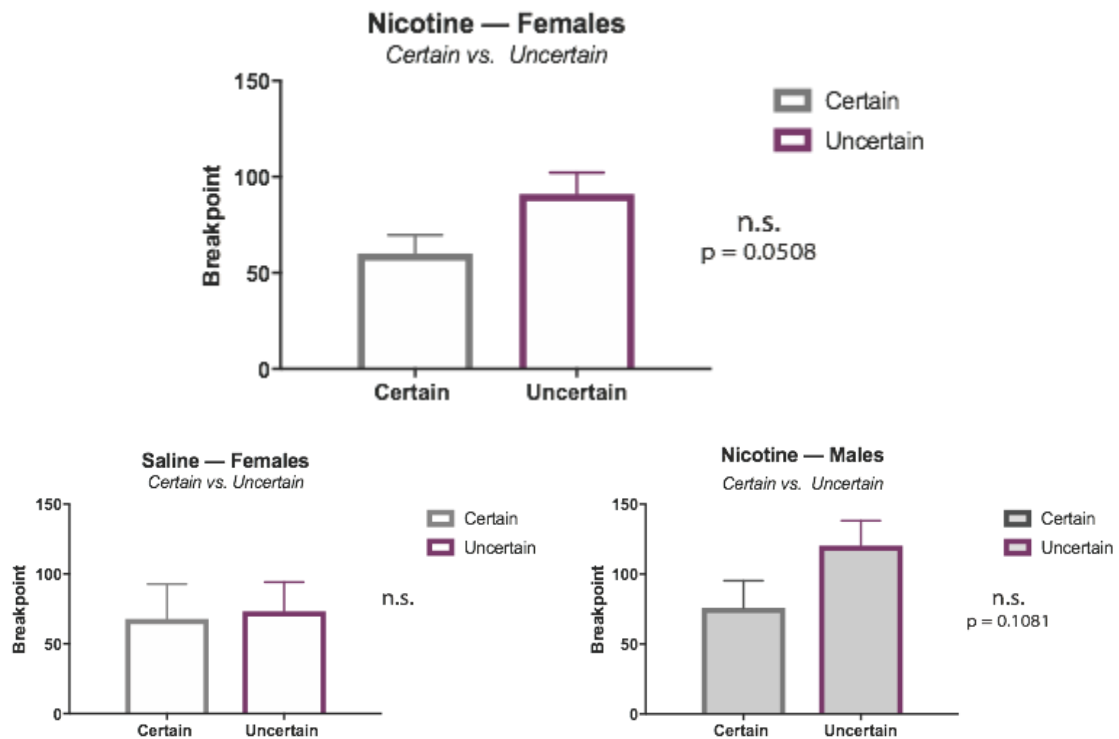 Nicotine — Females
Certain vs. Uncertain
150
100
50
0
Breakpoint
Certain
Uncertain
Certain
Uncertain
n.s.
p = 0.0508
Saline — Females
Certain vs. Uncertain
150
100
50
0
Breakpoint
Certain
Uncertain
Certain
Uncertain
n.s.
Nicotine — Males
Certain vs. Uncertain
150
100
50
0
Breakpoint
Certain
Uncertain
Certain
Uncertain
n.s.
p = 0.1081